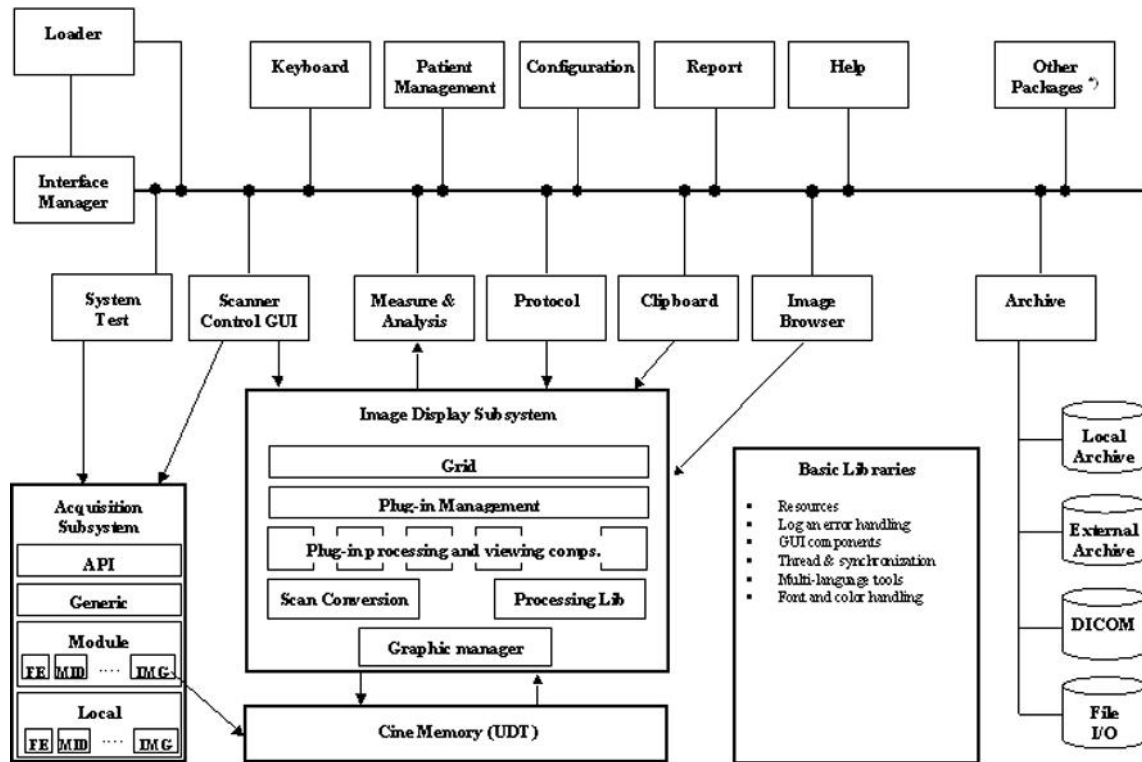 Loader
Keyboard
Patient
Management
Configuration
Report
Help
Other
Packages *)
Interface
Manager
System
Test
Scanner
Control GUI
Measure &
Analysis
Protocol
Clipboard
Image
Browser
Archive
Image Display Subsystem
Grid
Plug-in Management
Plug-in processing and viewing comps.
Scan Conversion
Processing Lib
Graphic manager
Cine Memory (UDT)
Acquisition
Subsystem
API
Generic
Module
FE MID .... IMG
Local
FE MID .... IMG
Basic Libraries
▪ Resources
▪ Log an error handling
▪ GUI components
▪ Thread & synchronization
▪ Multi-language tools
▪ Font and color handling
Local
Archive
External
Archive
DICOM
File
I/O